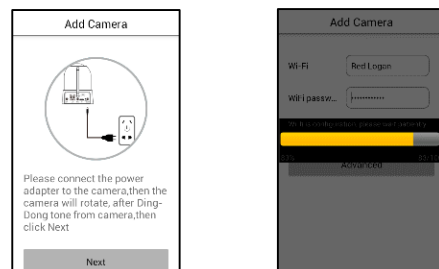 Add Camera
Please connect the power
adapter to the camera,then the
camera will rotate, after Ding-
Dong tone from camera,then
click Next
Next
Add Camera
Wi-Fi
Red Logan
Wi-Fi passw...
Advanced